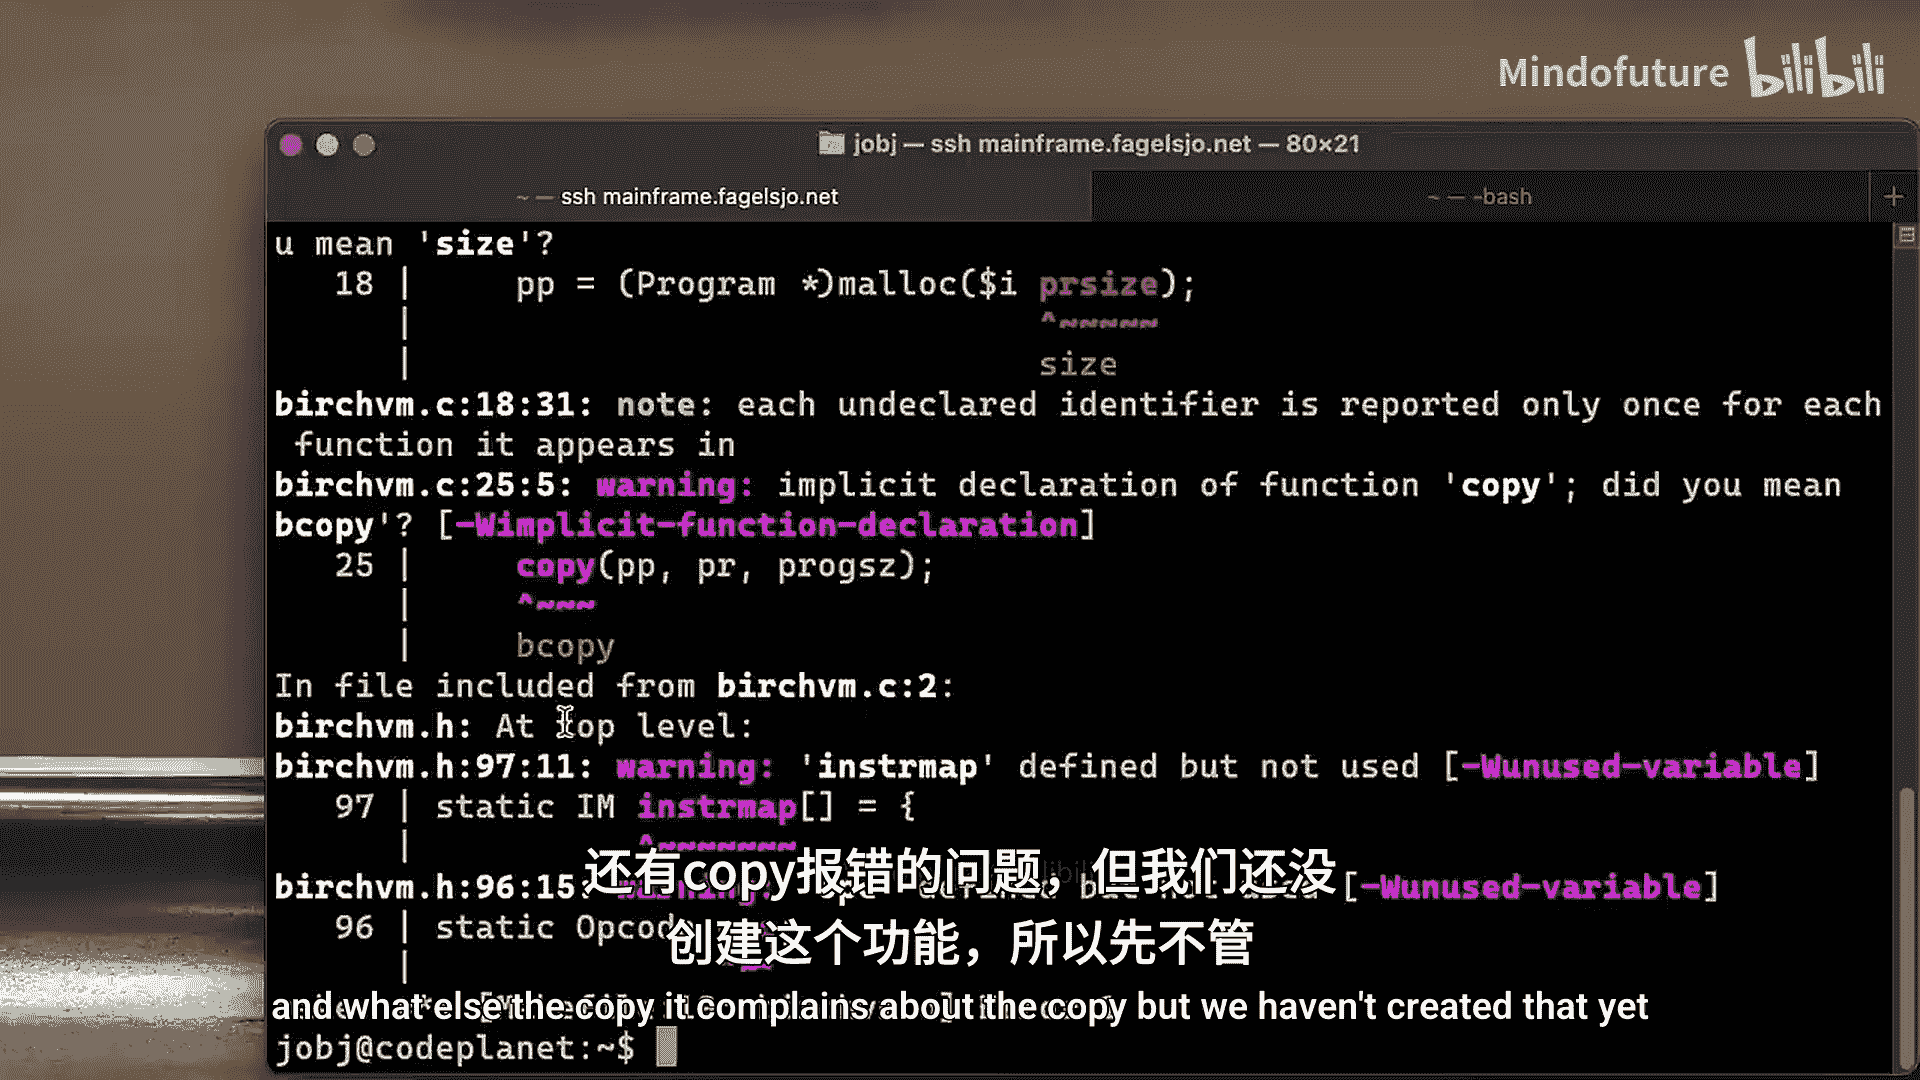 Mindofuture bilibili
jobj — ssh mainframe.fagelsjo.net — 80×21
~ — ssh mainframe.fagelsjo.net
~ — -bash
+
u mean 'size'?
18 | pp = (Program *)malloc($i prsize);
| ^~~~~~
| size
birchvm.c:18:31: note: each undeclared identifier is reported only once for each
function it appears in
birchvm.c:25:5: warning: implicit declaration of function 'copy'; did you mean
bcopy'? [-Wimplicit-function-declaration]
25 | copy(pp, pr, progsz);
| ^~~~
| bcopy
In file included from birchvm.c:2:
birchvm.h: At top level:
birchvm.h:97:11: warning: 'instrmap' defined but not used [-Wunused-variable]
97 | static IM instrmap[] = {
| ^~~~~~~~
还有copy报错的问题，但我们还没
birchvm.h:96:15: warning: defined but not used [-Wunused-variable]
96 | static Opcode
创建这个功能，所以先不管
|
and what else the copy it complains about the copy but we haven't created that yet
jobj@codeplanet:~$